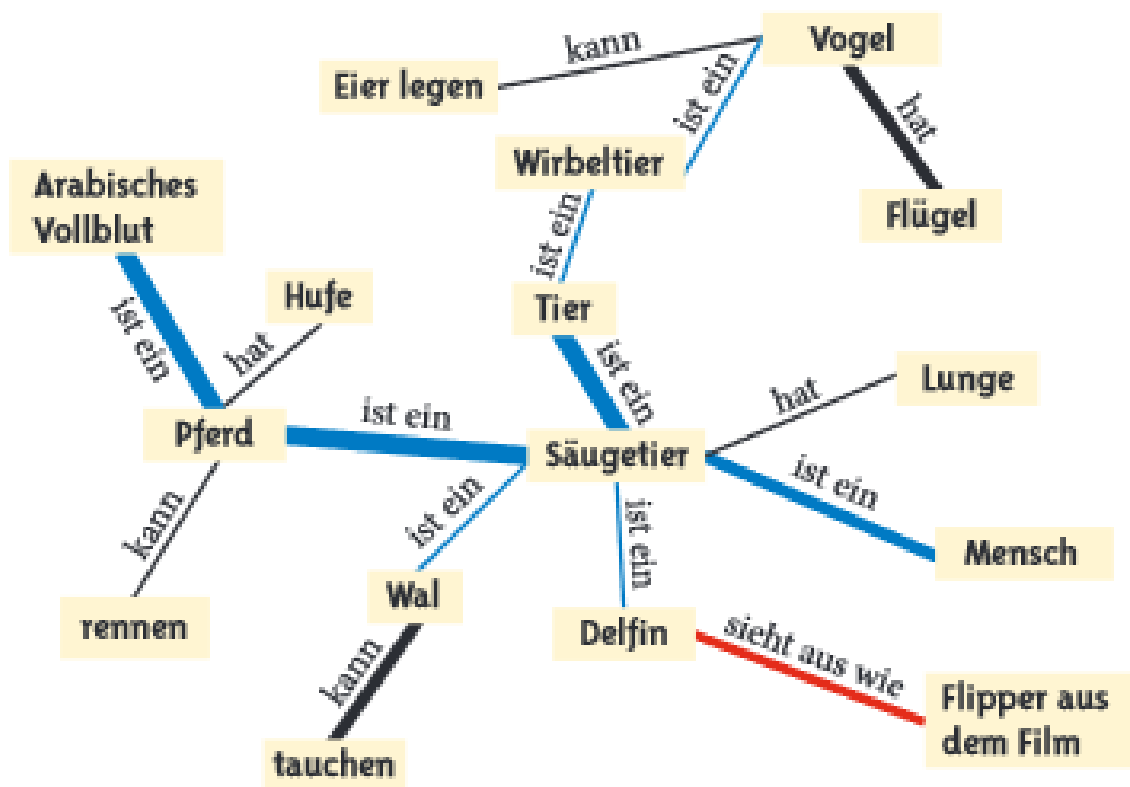 Vogel
kann
Eier legen
ist ein
hat
Wirbeltier
Arabisches
Vollblut
Flügel
ist ein
Hufe
Tier
ist ein
hat
ist ein
Lunge
hat
Pferd
ist ein
Säugetier
ist ein
kann
ist ein
ist ein
Mensch
Wal
rennen
Delfin
sieht aus wie
kann
Flipper aus
dem Film
tauchen